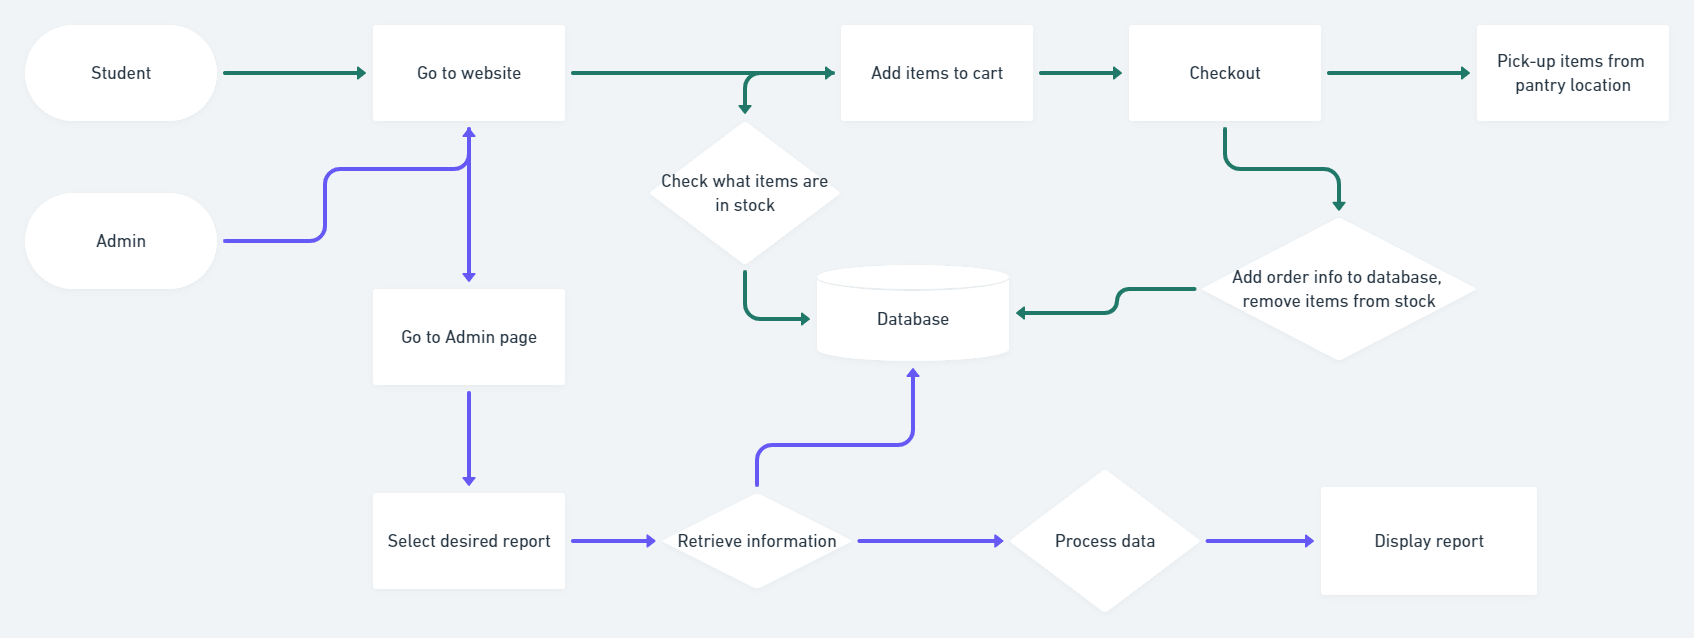 Student
Go to website
Add items to cart
Checkout
Pick-up items from
pantry location
Check what items are
in stock
Admin
Add order info to database,
remove items from stock
Database
Go to Admin page
Select desired report
Retrieve information
Process data
Display report